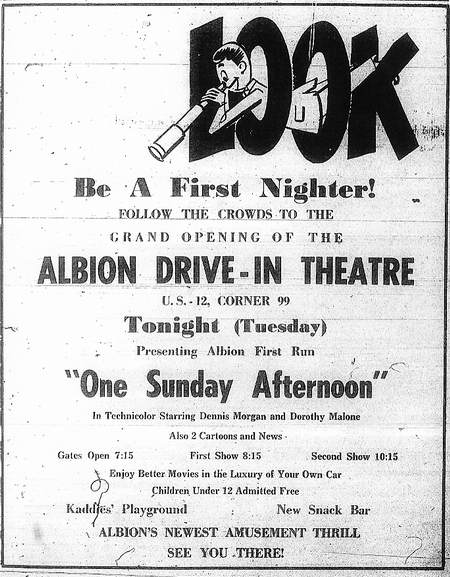 LOOK
Be A First Nighter!
FOLLOW THE CROWDS TO THE
GRAND OPENING OF THE
ALBION DRIVE-IN THEATRE
U.S.-12, CORNER 99
Tonight (Tuesday)
Presenting Albion First Run
"One Sunday Afternoon"
In Technicolor Starring Dennis Morgan and Dorothy Malone
Also 2 Cartoons and News
Gates Open 7:15 First Show 8:15 Second Show 10:15
Enjoy Better Movies in the Luxury of Your Own Car
Children Under 12 Admitted Free
Kaddies' Playground New Snack Bar
ALBION'S NEWEST AMUSEMENT THRILL
SEE YOU THERE!